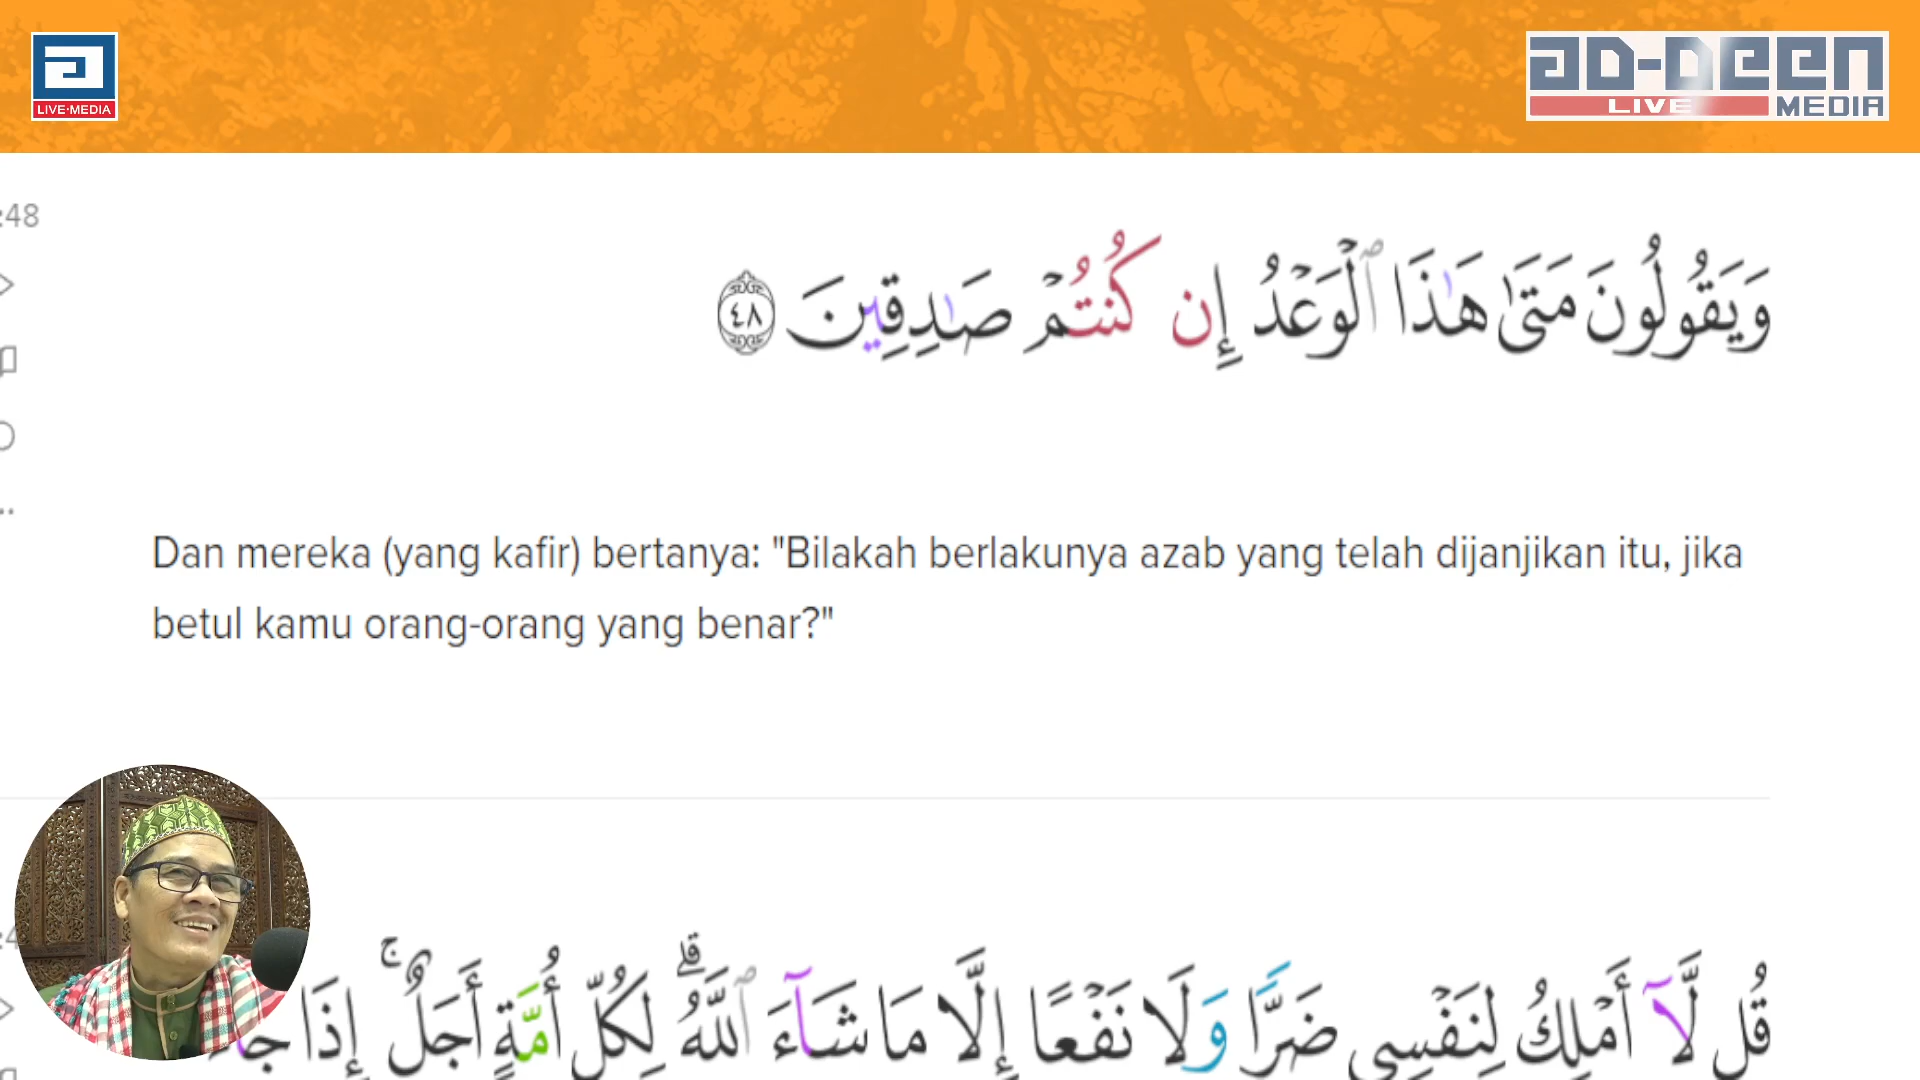 LIVE•MEDIA
AD-DEEN
LIVE MEDIA
:48
وَيَقُولُونَ مَتَىٰ هَـٰذَا ٱلْوَعْدُ إِن كُنتُمْ صَـٰدِقِينَ ٤٨
Dan mereka (yang kafir) bertanya: "Bilakah berlakunya azab yang telah dijanjikan itu, jika
betul kamu orang-orang yang benar?"
قُل لَّآ أَمْلِكُ لِنَفْسِى ضَرًّا وَلَا نَفْعًا إِلَّا مَا شَآءَ ٱللَّهُ ۗ لِكُلِّ أُمَّةٍ أَجَلٌ ۚ إِذَا